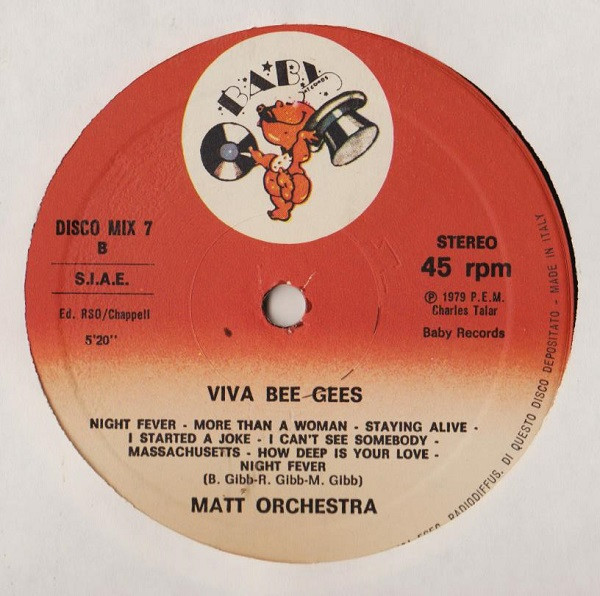 BABY
RECORDS
DISCO MIX 7
B
S.I.A.E.
Ed. RSO/Chappell
5'20"
STEREO
45 rpm
Ⓟ 1979 P.E.M.
Charles Talar
Baby Records
VIVA BEE GEES
NIGHT FEVER - MORE THAN A WOMAN - STAYING ALIVE -
I STARTED A JOKE - I CAN'T SEE SOMEBODY -
MASSACHUSETTS - HOW DEEP IS YOUR LOVE -
NIGHT FEVER
(B. Gibb-R. Gibb-M. Gibb)
MATT ORCHESTRA
RADIODIFFUS. DI QUESTO DISCO DEPOSITATO - MADE IN ITALY